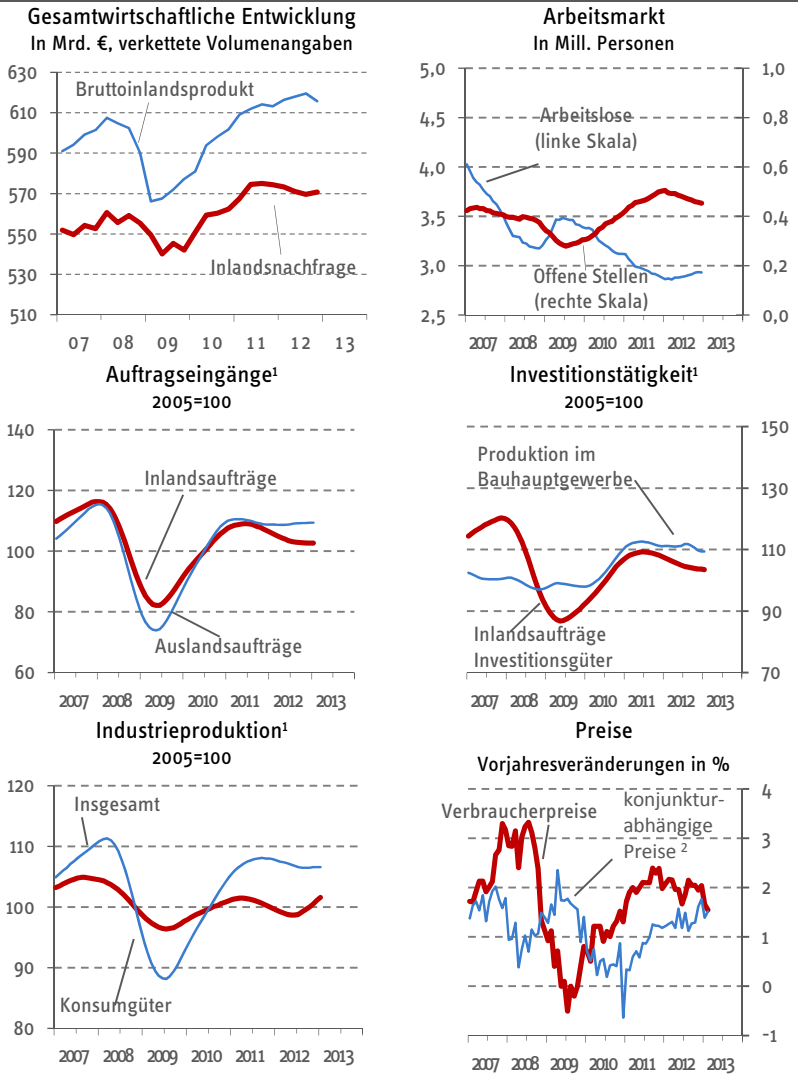 Gesamtwirtschaftliche Entwicklung
In Mrd. €, verkettete Volumenangaben
630
610
590
570
550
530
510
Bruttoinlandsprodukt
Inlandsnachfrage
07 08 09 10 11 12 13
Arbeitsmarkt
In Mill. Personen
5,0
4,5
4,0
3,5
3,0
2,5
1,0
0,8
0,6
0,4
0,2
0,0
Arbeitslose
(linke Skala)
Offene Stellen
(rechte Skala)
2007 2008 2009 2010 2011 2012 2013
Auftragseingänge¹
2005=100
140
120
100
80
60
Inlandsaufträge
Auslandsaufträge
2007 2008 2009 2010 2011 2012 2013
Investitionstätigkeit¹
2005=100
150
130
110
90
70
Produktion im
Bauhauptgewerbe
Inlandsaufträge
Investitionsgüter
2007 2008 2009 2010 2011 2012 2013
Industrieproduktion¹
2005=100
120
110
100
90
80
Insgesamt
Konsumgüter
2007 2008 2009 2010 2011 2012 2013
Preise
Vorjahresveränderungen in %
4
3
2
1
0
-1
Verbraucherpreise
konjunktur-
abhängige
Preise ²
2007 2008 2009 2010 2011 2012 2013